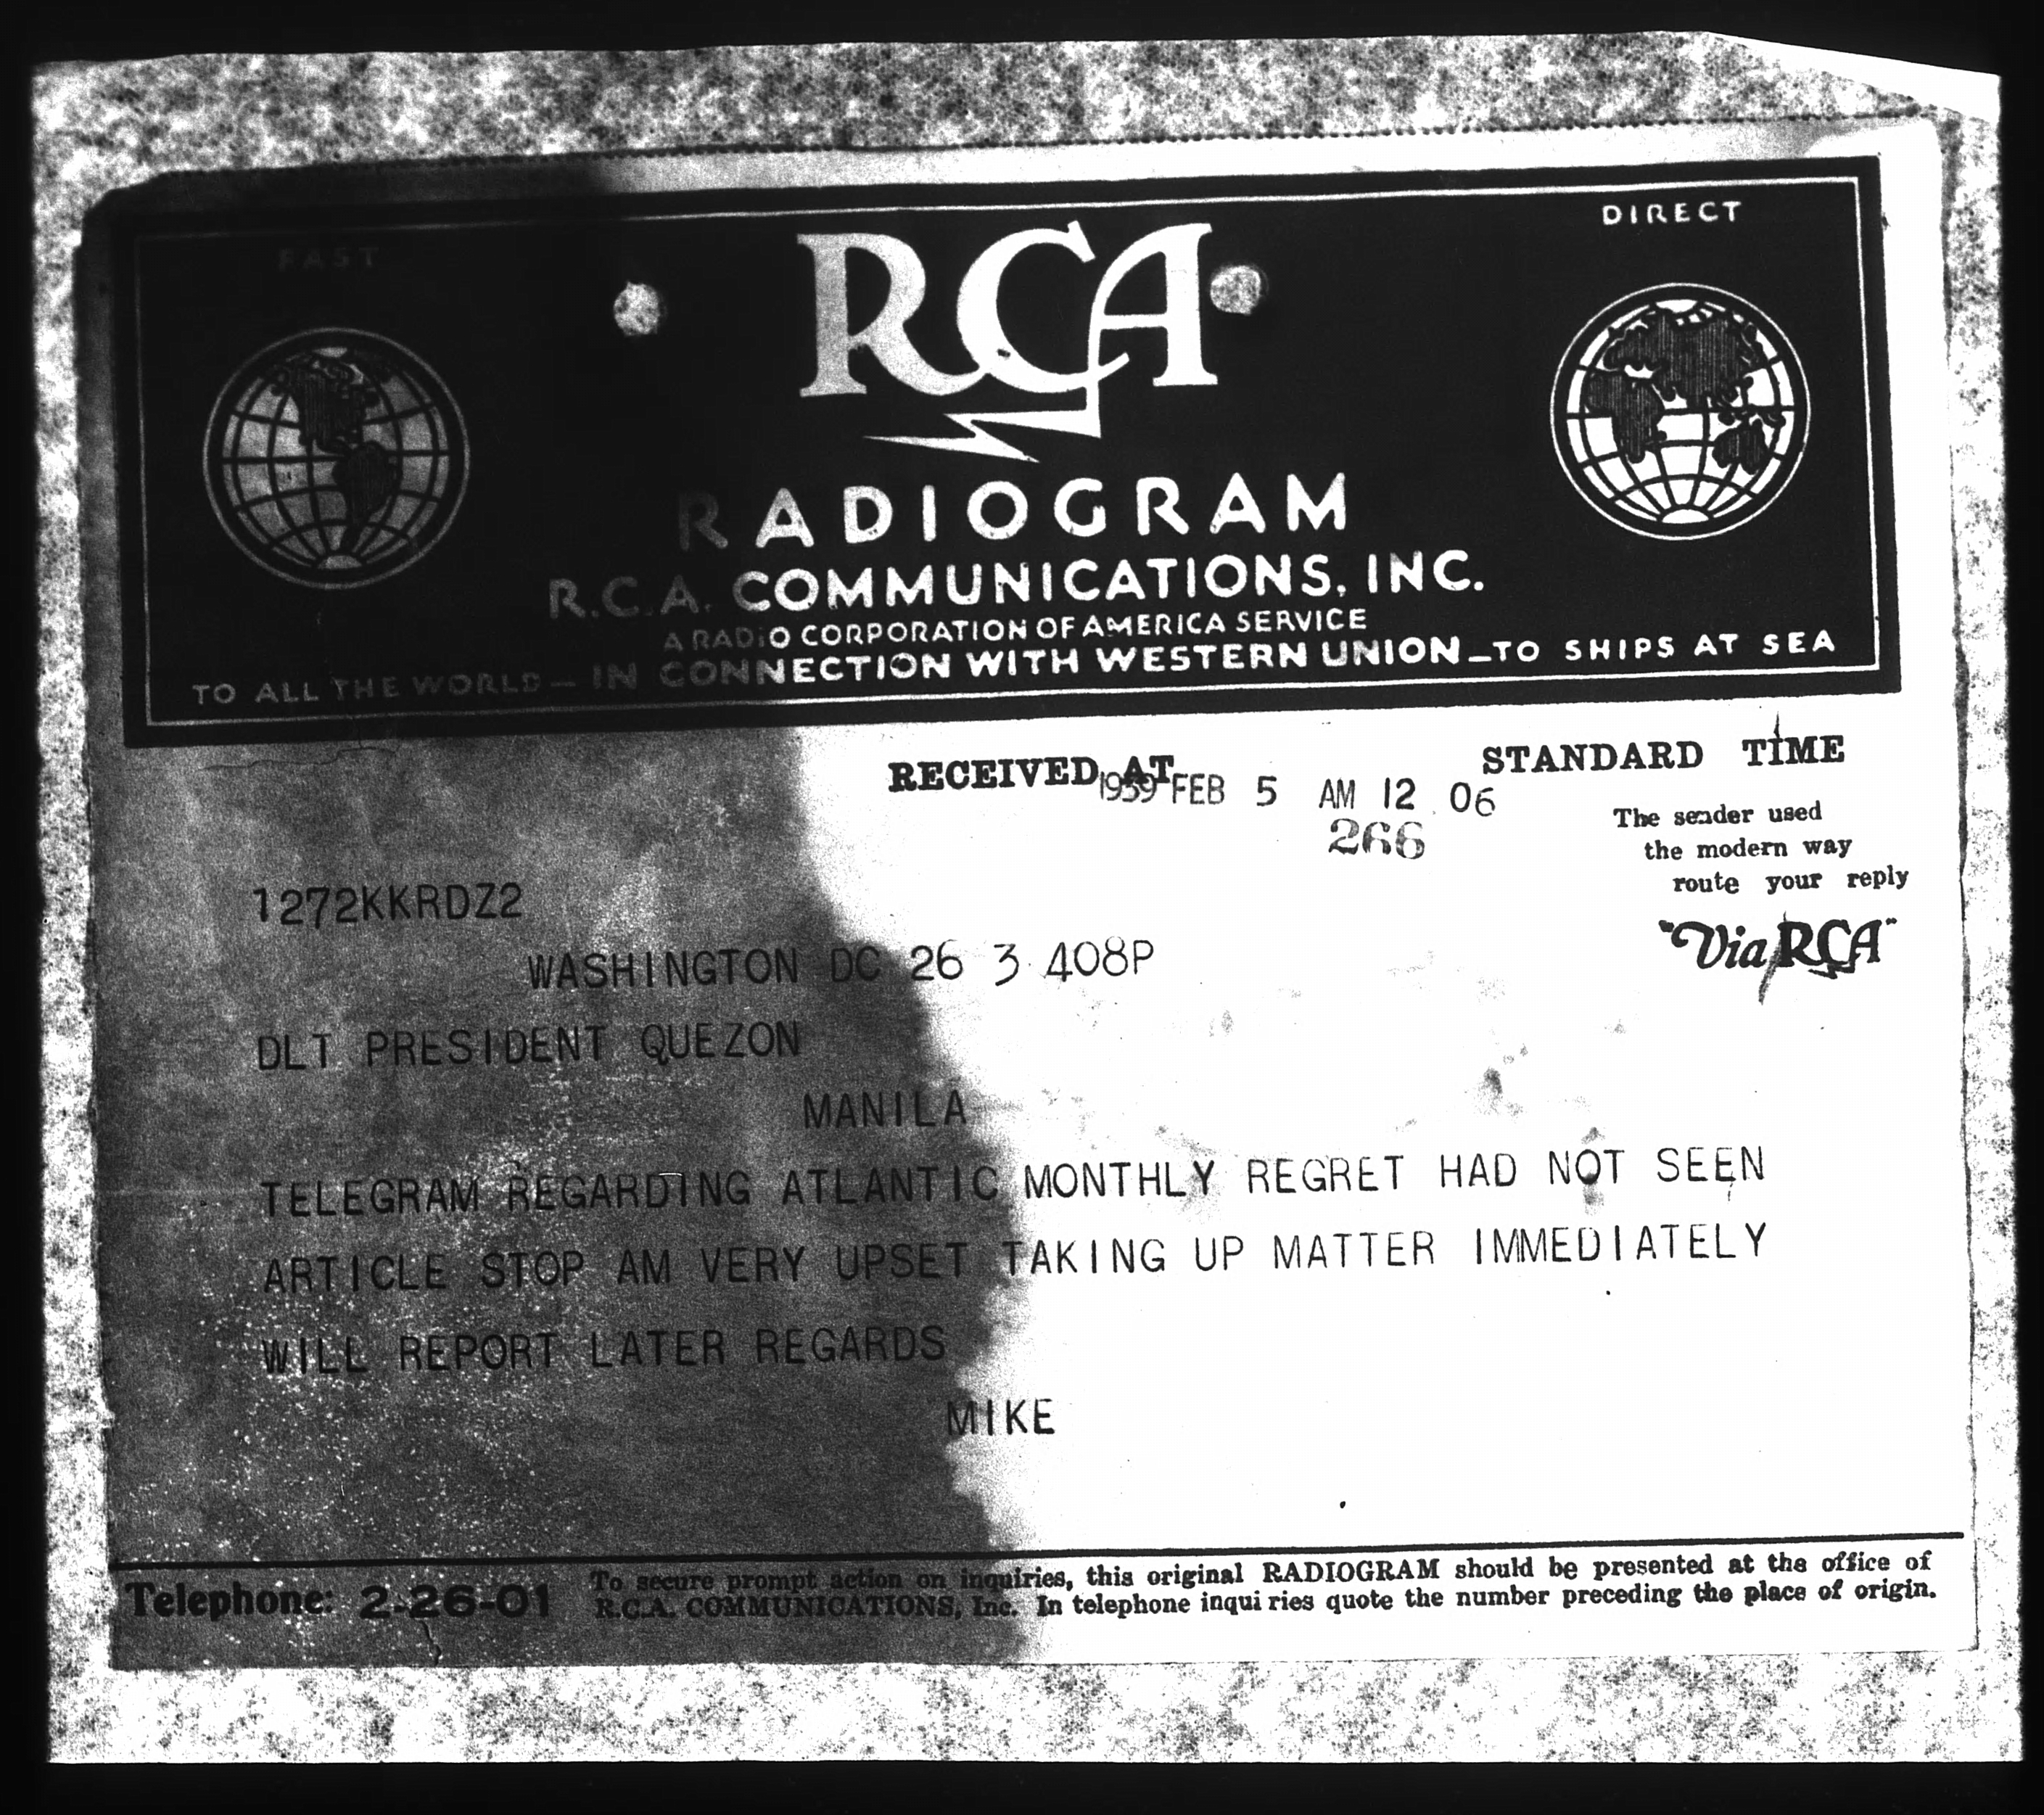 FAST
DIRECT
RCA
RADIOGRAM
R.C.A. COMMUNICATIONS, INC.
A RADIO CORPORATION OF AMERICA SERVICE
TO ALL THE WORLD — IN CONNECTION WITH WESTERN UNION — TO SHIPS AT SEA
RECEIVED AT 1939 FEB 5 AM 12 06 STANDARD TIME
266
The sender used
the modern way
route your reply
"Via RCA"
1272KKRDZ2
WASHINGTON DC 26 3 408P
DLT PRESIDENT QUEZON
MANILA
TELEGRAM REGARDING ATLANTIC MONTHLY REGRET HAD NOT SEEN
ARTICLE STOP AM VERY UPSET TAKING UP MATTER IMMEDIATELY
WILL REPORT LATER REGARDS
MIKE
Telephone: 2-26-01
To secure prompt action on inquiries, this original RADIOGRAM should be presented at the office of
R.C.A. COMMUNICATIONS, Inc. In telephone inquiries quote the number preceding the place of origin.